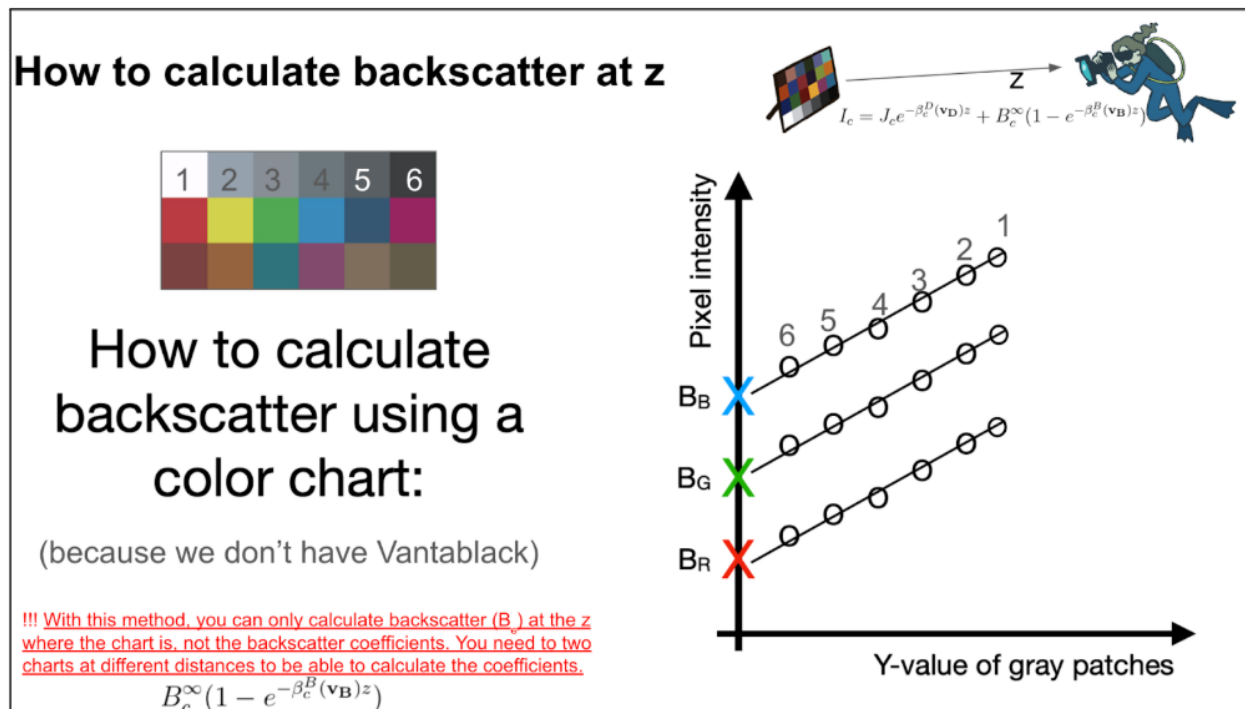 How to calculate backscatter at z
z
I_c = J_c e^{-β_c^D(v_D)z} + B_c^∞(1 - e^{-β_c^B(v_B)z})
1 2 3 4 5 6
How to calculate
backscatter using a
color chart:
(because we don't have Vantablack)
!!! With this method, you can only calculate backscatter (B_c) at the z
where the chart is, not the backscatter coefficients. You need to two
charts at different distances to be able to calculate the coefficients.
B_c^∞(1 - e^{-β_c^B(v_B)z})
Pixel intensity
6 5 4 3 2 1
B_B
B_G
B_R
Y-value of gray patches